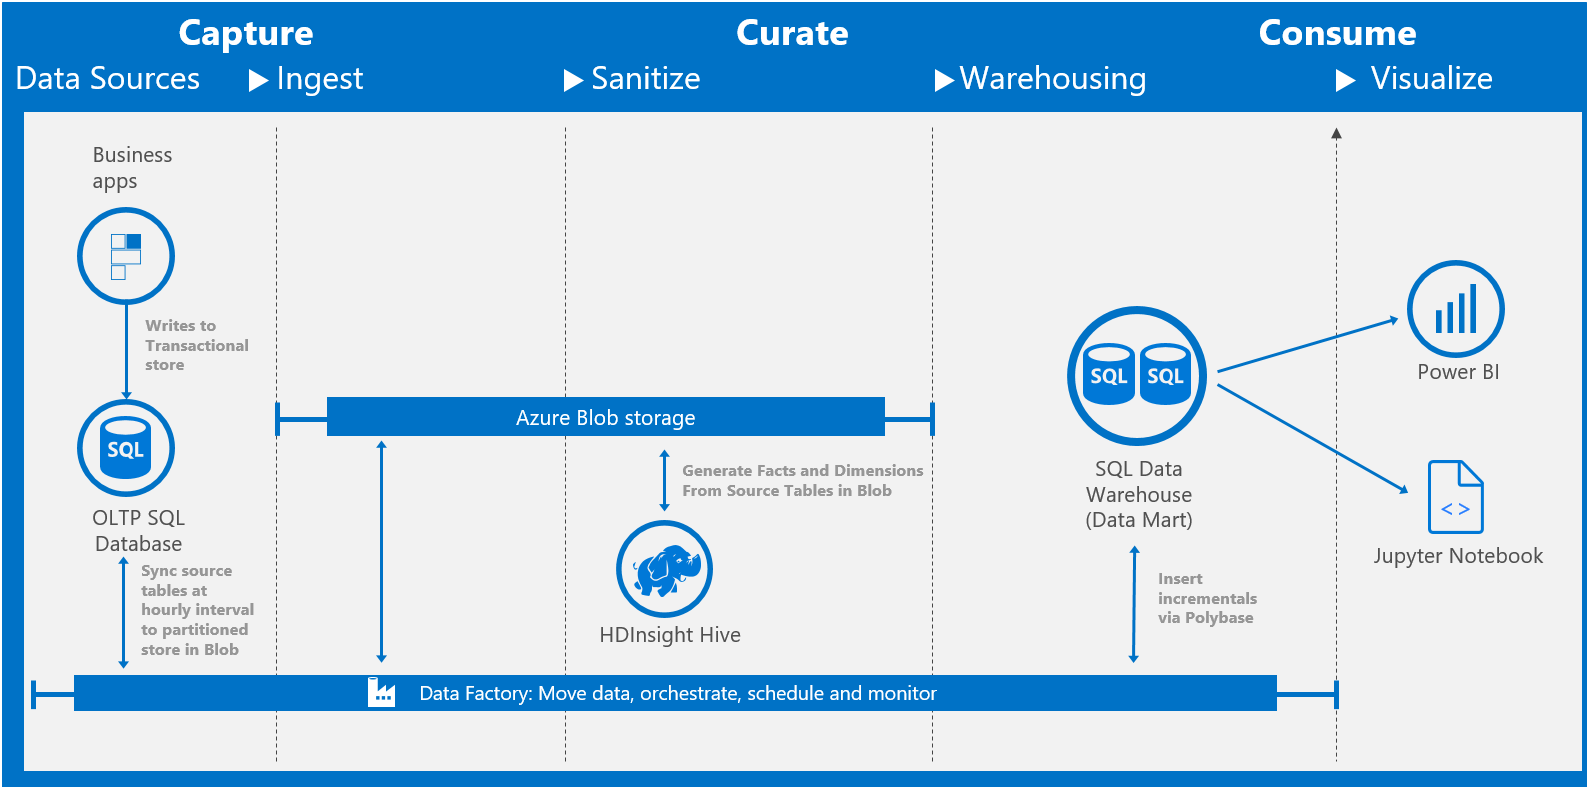 Capture
Curate
Consume
Data Sources
Ingest
Sanitize
Warehousing
Visualize
Business
apps
Writes to
Transactional
store
SQL
OLTP SQL
Database
Sync source
tables at
hourly interval
to partitioned
store in Blob
Azure Blob storage
Generate Facts and Dimensions
From Source Tables in Blob
HDInsight Hive
SQL SQL
SQL Data
Warehouse
(Data Mart)
Insert
incrementals
via Polybase
Power BI
< >
Jupyter Notebook
Data Factory: Move data, orchestrate, schedule and monitor